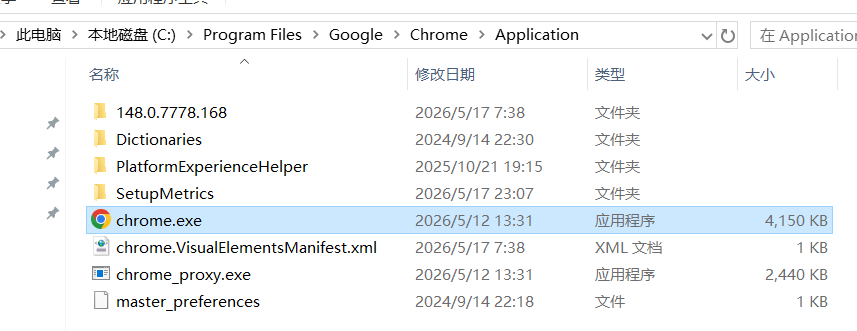 此电脑 > 本地磁盘 (C:) > Program Files > Google > Chrome > Application 在 Application
名称 修改日期 类型 大小
148.0.7778.168 2026/5/17 7:38 文件夹
Dictionaries 2024/9/14 22:30 文件夹
PlatformExperienceHelper 2025/10/21 19:15 文件夹
SetupMetrics 2026/5/17 23:07 文件夹
chrome.exe 2026/5/12 13:31 应用程序 4,150 KB
chrome.VisualElementsManifest.xml 2026/5/17 7:38 XML 文档 1 KB
chrome_proxy.exe 2026/5/12 13:31 应用程序 2,440 KB
master_preferences 2024/9/14 22:18 文件 1 KB